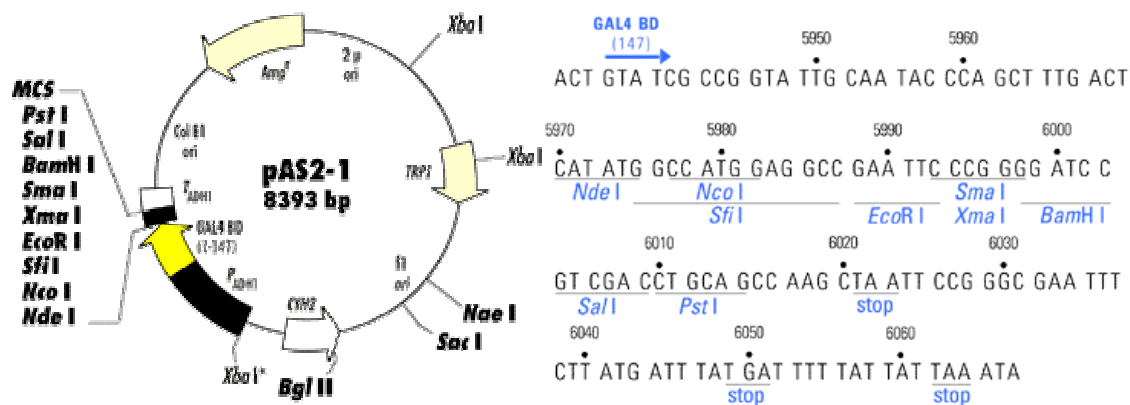 Xba I
2 μ
ori
Amp^r
MCS
Pst I
Sal I
BamH I
Sma I
Xma I
EcoR I
Sfi I
Nco I
Nde I
Col E1
ori
T_ADH1
pAS2-1
8393 bp
TRP1
Xba I
GAL4 BD
(1-147)
P_ADH1
f1
ori
CYH2
Nae I
Sac I
Xba I*
Bgl II
GAL4 BD
(147)
5950 5960
ACT GTA TCG CCG GTA TTG CAA TAC CCA GCT TTG ACT
5970 5980 5990 6000
CAT ATG GCC ATG GAG GCC GAA TTC CCG GGG ATC C
Nde I Nco I Sma I
Sfi I EcoR I Xma I BamH I
6010 6020 6030
GT CGA CCT GCA GCC AAG CTA ATT CCG GGC GAA TTT
Sal I Pst I stop
6040 6050 6060
CTT ATG ATT TAT GAT TTT TAT TAT TAA ATA
stop stop